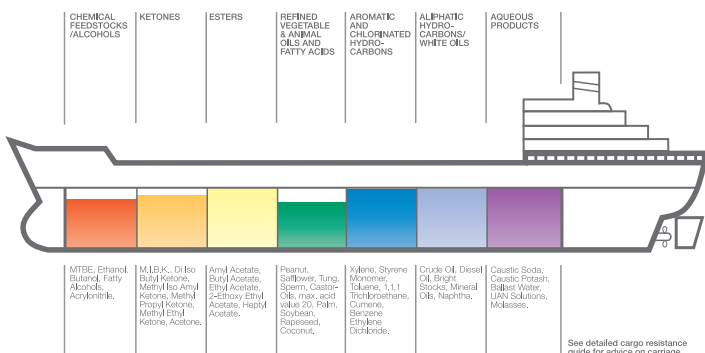 CHEMICAL
FEEDSTOCKS
/ALCOHOLS
KETONES
ESTERS
REFINED
VEGETABLE
& ANIMAL
OILS AND
FATTY ACIDS
AROMATIC
AND
CHLORINATED
HYDRO-
CARBONS
ALIPHATIC
HYDRO-
CARBONS/
WHITE OILS
AQUEOUS
PRODUCTS
MTBE, Ethanol,
Butanol, Fatty
Alcohols,
Acrylonitrile.
M.I.B.K., Di Iso
Butyl Ketone,
Methyl Iso Amyl
Ketone, Methyl
Propyl Ketone,
Methyl Ethyl
Ketone, Acetone.
Amyl Acetate,
Butyl Acetate,
Ethyl Acetate,
2-Ethoxy Ethyl
Acetate, Heptyl
Acetate.
Peanut,
Safflower, Tung,
Sperm, Castor-
Oils, max. acid
value 20, Palm,
Soybean,
Rapeseed,
Coconut.
Xylene, Styrene
Monomer,
Toluene, 1,1,1
Trichloroethane,
Cumene,
Benzene
Ethylene
Dichloride.
Crude Oil, Diesel
Oil, Bright
Stocks, Mineral
Oils, Naphtha.
Caustic Soda,
Caustic Potash,
Ballast Water,
UAN Solutions,
Molasses.
See detailed cargo resistance
guide for advice on carriage